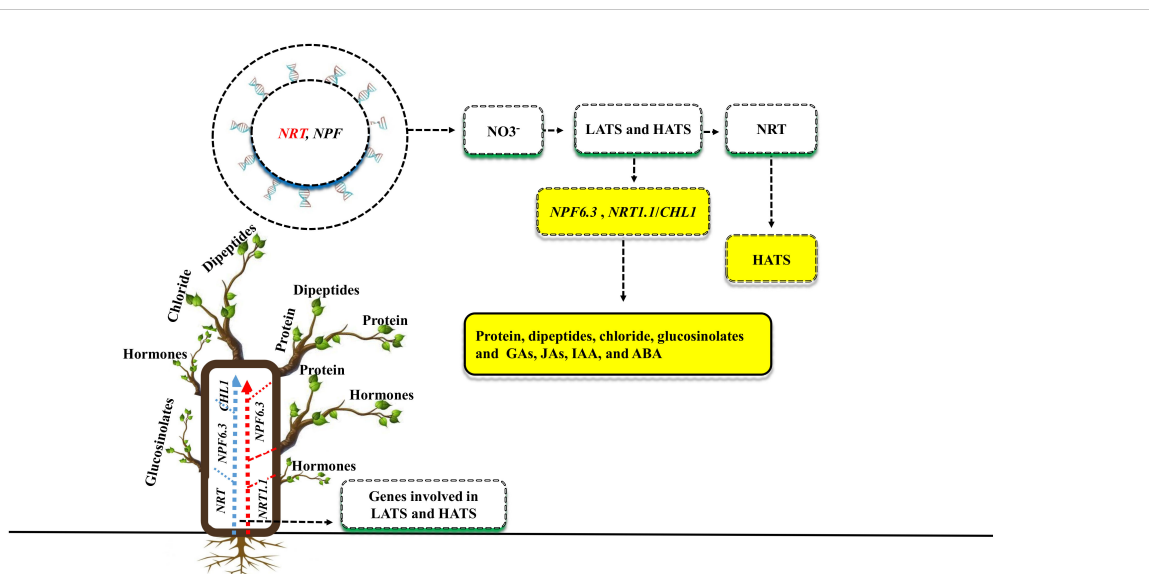 NRT, NPF
NO3-
LATS and HATS
NRT
NPF6.3 , NRT1.1/CHL1
HATS
Protein, dipeptides, chloride, glucosinolates
and GAs, JAs, IAA, and ABA
Dipeptides
Chloride
Dipeptides
Protein
Protein
Hormones
Protein
Hormones
Glucosinolates
Hormones
CHL1
NPF6.3
NPF6.3
NRT
NRT1.1
Genes involved in
LATS and HATS